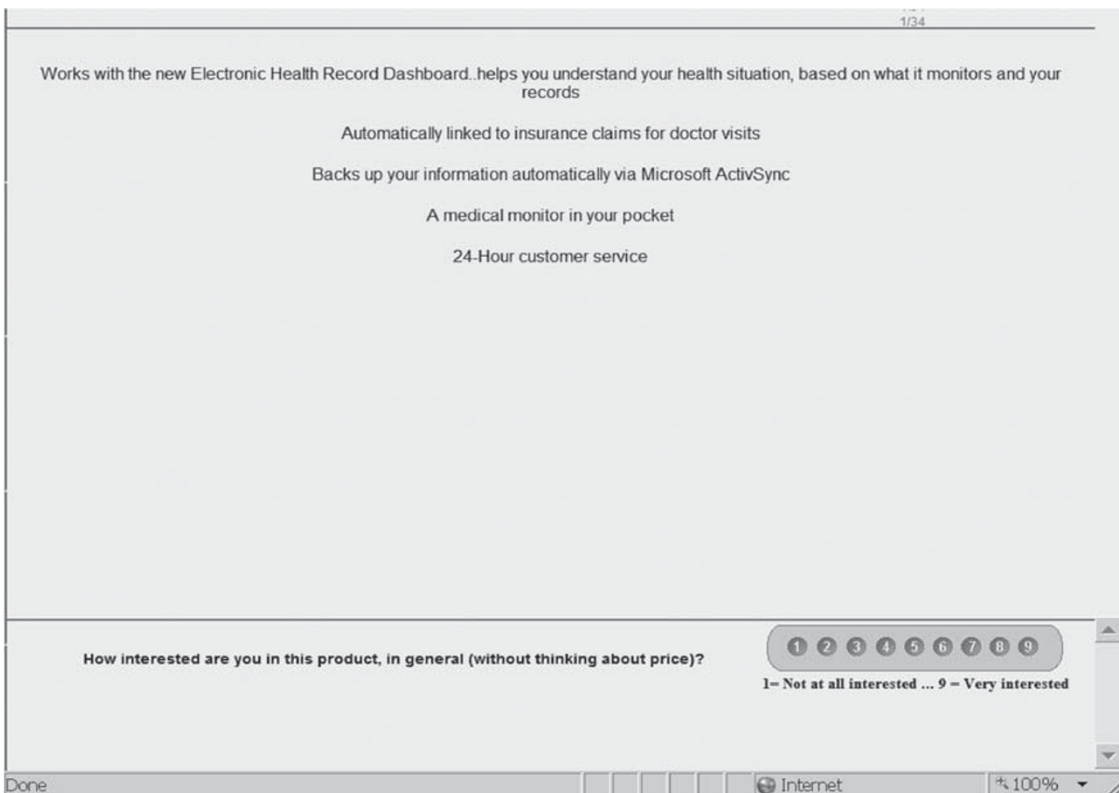 1/34
Works with the new Electronic Health Record Dashboard..helps you understand your health situation, based on what it monitors and your
records
Automatically linked to insurance claims for doctor visits
Backs up your information automatically via Microsoft ActivSync
A medical monitor in your pocket
24-Hour customer service
How interested are you in this product, in general (without thinking about price)?
1 2 3 4 5 6 7 8 9
1= Not at all interested ... 9 = Very interested
Done Internet 100%